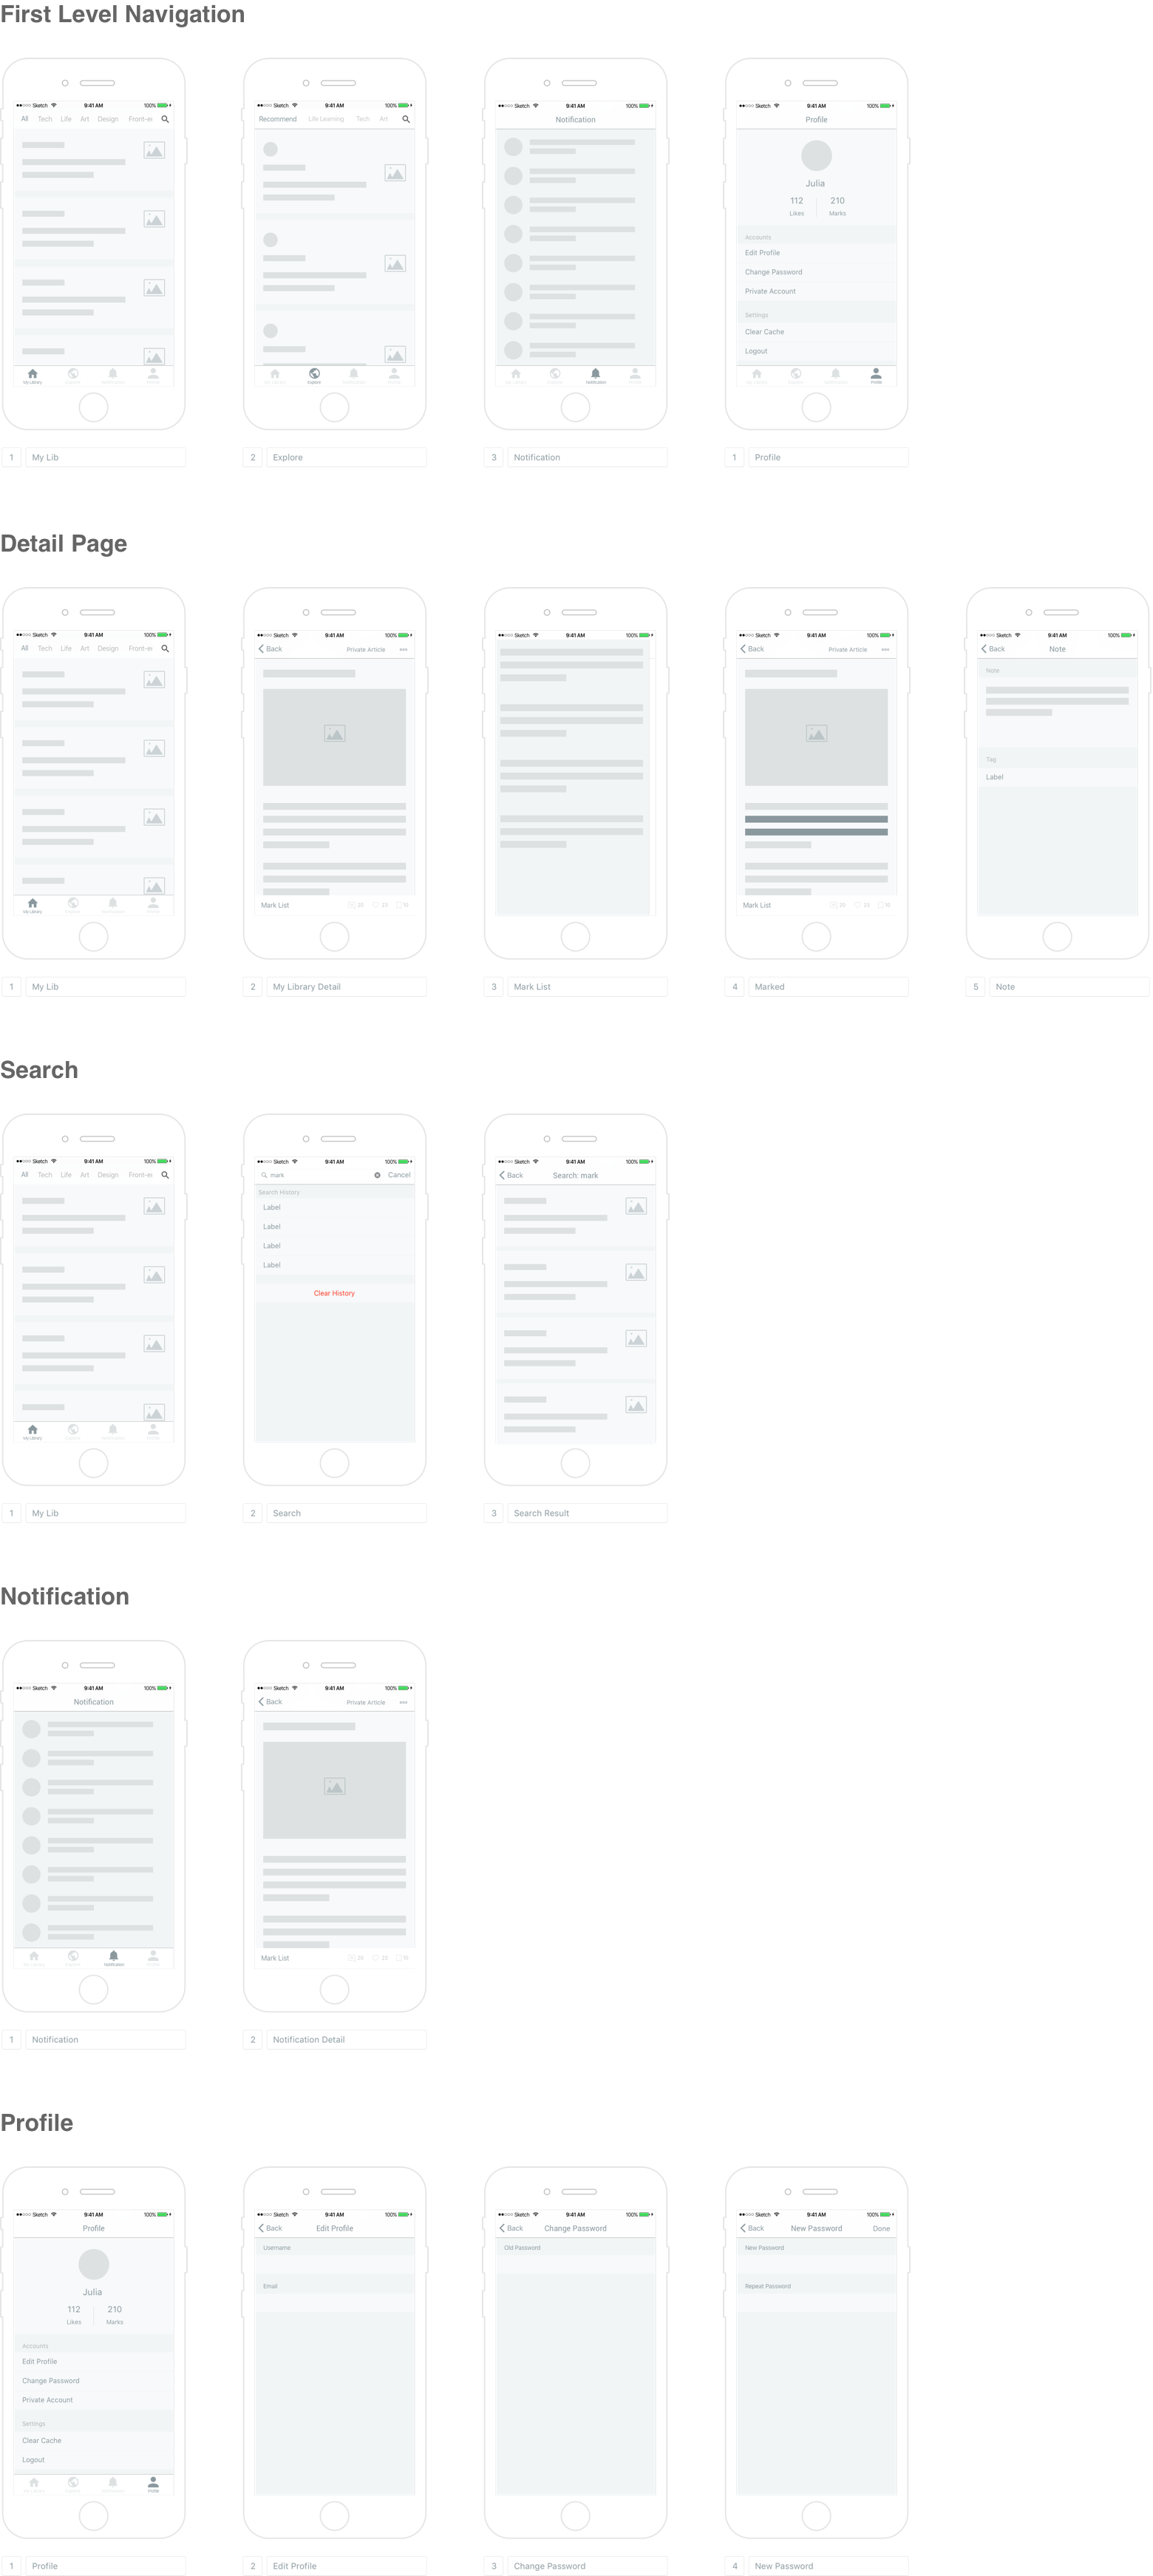 First Level Navigation
Sketch 9:41 AM 100%
All Tech Life Art Design Front-e
My Library
1 My Lib
Sketch 9:41 AM 100%
Recommend Life Learning Tech Art
My Library Explore Notification Profile
2 Explore
Sketch 9:41 AM 100%
Notification
My Library Explore Notification Profile
3 Notification
Sketch 9:41 AM 100%
Profile
Julia
112 210
Likes Marks
Accounts
Edit Profile
Change Password
Private Account
Settings
Clear Cache
Logout
My Library Explore Notification Profile
1 Profile
Detail Page
Sketch 9:41 AM 100%
All Tech Life Art Design Front-e
My Library Explore Notification Profile
1 My Lib
Sketch 9:41 AM 100%
Back Private Article
Mark List 20 20 10
2 My Library Detail
Sketch 9:41 AM 100%
3 Mark List
Sketch 9:41 AM 100%
Back Private Article
Mark List 20 20 10
4 Marked
Sketch 9:41 AM 100%
Back Note
Note
Tag
Label
5 Note
Search
Sketch 9:41 AM 100%
All Tech Life Art Design Front-e
My Library Explore Notification Profile
1 My Lib
Sketch 9:41 AM 100%
mark Cancel
Search History
Label
Label
Label
Label
Clear History
2 Search
Sketch 9:41 AM 100%
Back Search: mark
3 Search Result
Notification
Sketch 9:41 AM 100%
Notification
My Library Explore Notification Profile
1 Notification
Sketch 9:41 AM 100%
Back Private Article
Mark List 20 20 10
2 Notification Detail
Profile
Sketch 9:41 AM 100%
Profile
Julia
112 210
Likes Marks
Accounts
Edit Profile
Change Password
Private Account
Settings
Clear Cache
Logout
My Library Explore Notification Profile
1 Profile
Sketch 9:41 AM 100%
Back Edit Profile
Username
Email
2 Edit Profile
Sketch 9:41 AM 100%
Back Change Password
Old Password
3 Change Password
Sketch 9:41 AM 100%
Back New Password Done
New Password
Repeat Password
4 New Password